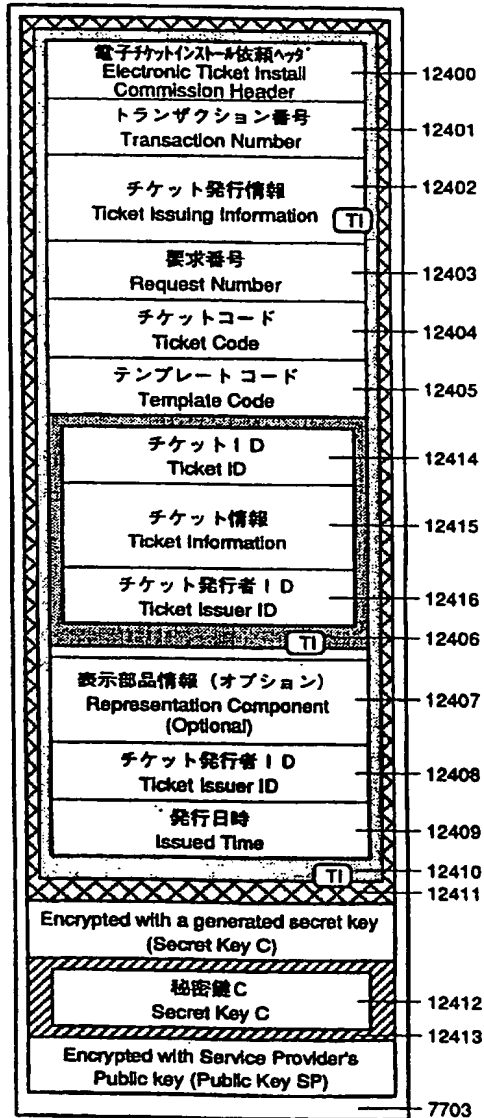 電子チケットインストール依頼ヘッダ
Electronic Ticket Install
Commission Header
12400
トランザクション番号
Transaction Number
12401
チケット発行情報
Ticket Issuing Information
TI
12402
要求番号
Request Number
12403
チケットコード
Ticket Code
12404
テンプレートコード
Template Code
12405
チケットID
Ticket ID
12414
チケット情報
Ticket Information
12415
チケット発行者ID
Ticket Issuer ID
12416
TI
12406
表示部品情報（オプション）
Representation Component
(Optional)
12407
チケット発行者ID
Ticket Issuer ID
12408
発行日時
Issued Time
12409
TI
12410
12411
Encrypted with a generated secret key
(Secret Key C)
秘密鍵C
Secret Key C
12412
12413
Encrypted with Service Provider's
Public key (Public Key SP)
7703